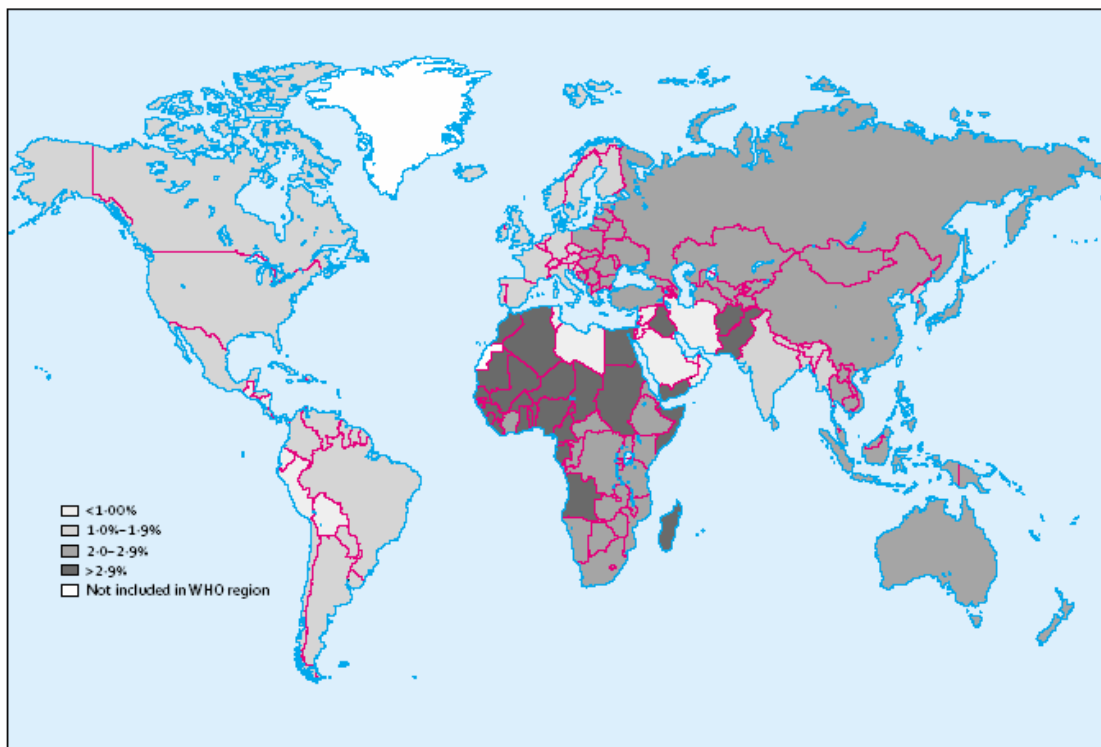 <1·00%
1·0%–1·9%
2·0–2·9%
>2·9%
Not included in WHO region